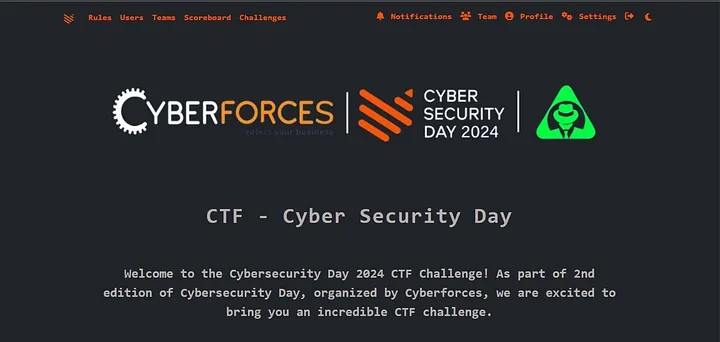 Rules Users Teams Scoreboard Challenges Notifications Team Profile Settings
CYBERFORCES
protect your business
CYBER
SECURITY
DAY 2024
CTF - Cyber Security Day
Welcome to the Cybersecurity Day 2024 CTF Challenge! As part of 2nd
edition of Cybersecurity Day, organized by Cyberforces, we are excited to
bring you an incredible CTF challenge.